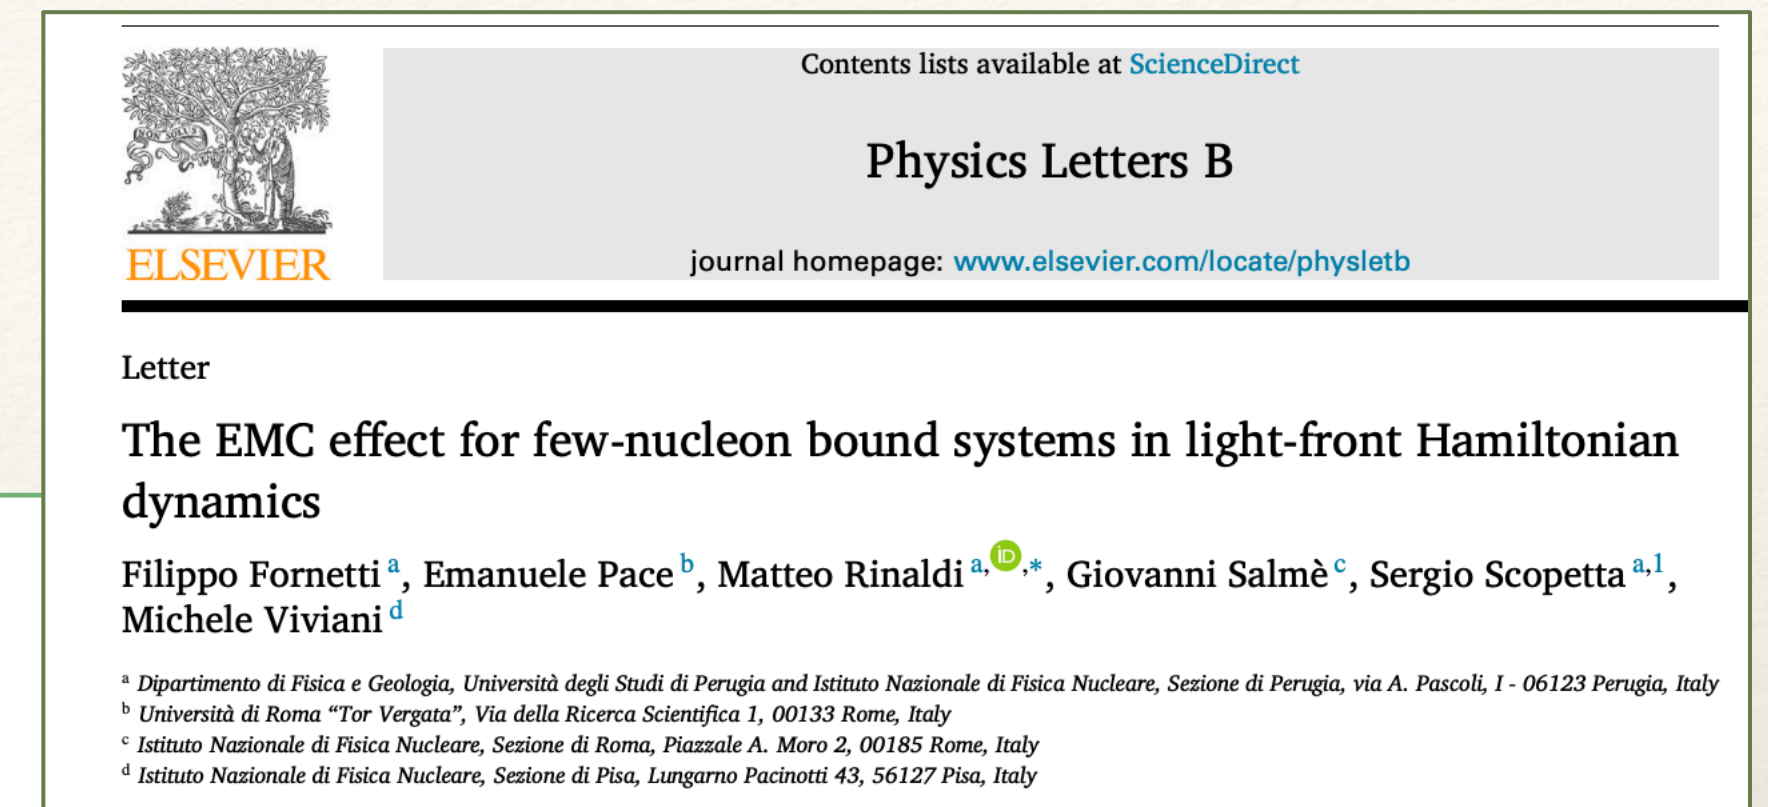 Contents lists available at ScienceDirect
NON SOLUS
Physics Letters B
ELSEVIER
journal homepage: www.elsevier.com/locate/physletb
Letter
The EMC effect for few-nucleon bound systems in light-front Hamiltonian
dynamics
Filippo Fornetti a, Emanuele Pace b, Matteo Rinaldi a, iD,*, Giovanni Salmè c, Sergio Scopetta a,1,
Michele Viviani d
a Dipartimento di Fisica e Geologia, Università degli Studi di Perugia and Istituto Nazionale di Fisica Nucleare, Sezione di Perugia, via A. Pascoli, I - 06123 Perugia, Italy
b Università di Roma “Tor Vergata”, Via della Ricerca Scientifica 1, 00133 Rome, Italy
c Istituto Nazionale di Fisica Nucleare, Sezione di Roma, Piazzale A. Moro 2, 00185 Rome, Italy
d Istituto Nazionale di Fisica Nucleare, Sezione di Pisa, Lungarno Pacinotti 43, 56127 Pisa, Italy